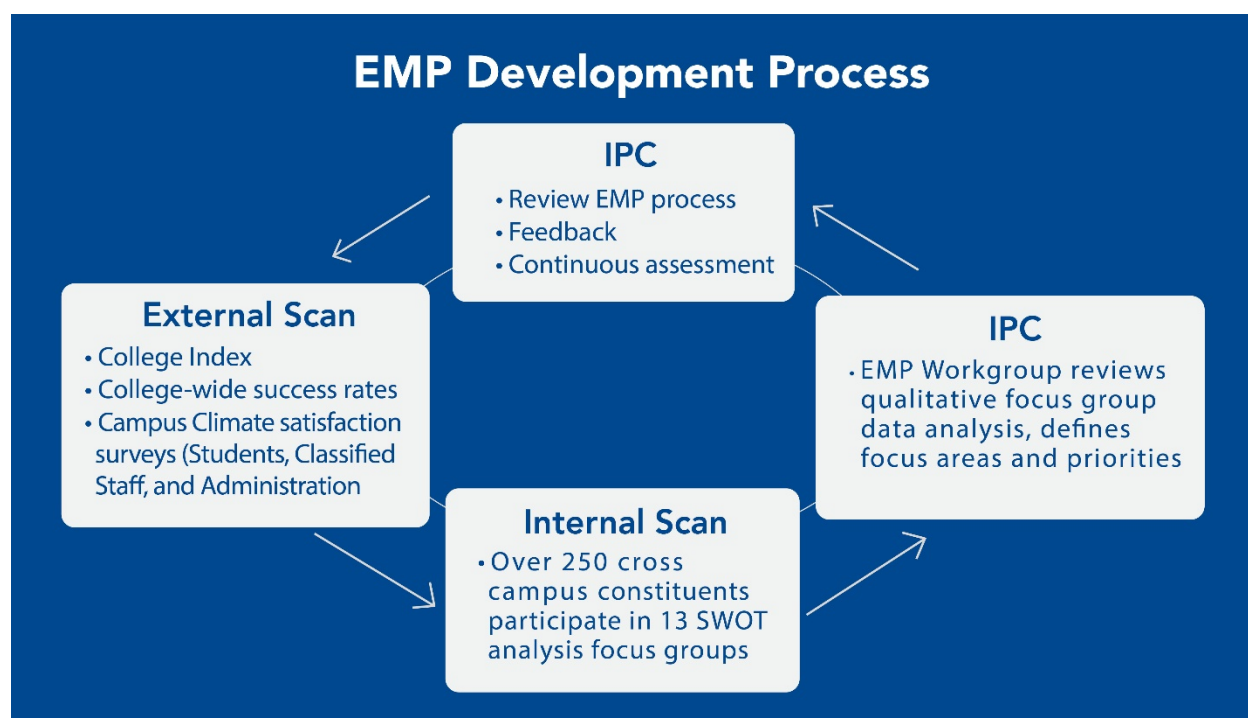 EMP Development Process
IPC
• Review EMP process
• Feedback
• Continuous assessment
External Scan
• College Index
• College-wide success rates
• Campus Climate satisfaction
surveys (Students, Classified
Staff, and Administration
IPC
• EMP Workgroup reviews
qualitative focus group
data analysis, defines
focus areas and priorities
Internal Scan
• Over 250 cross
campus constituents
participate in 13 SWOT
analysis focus groups